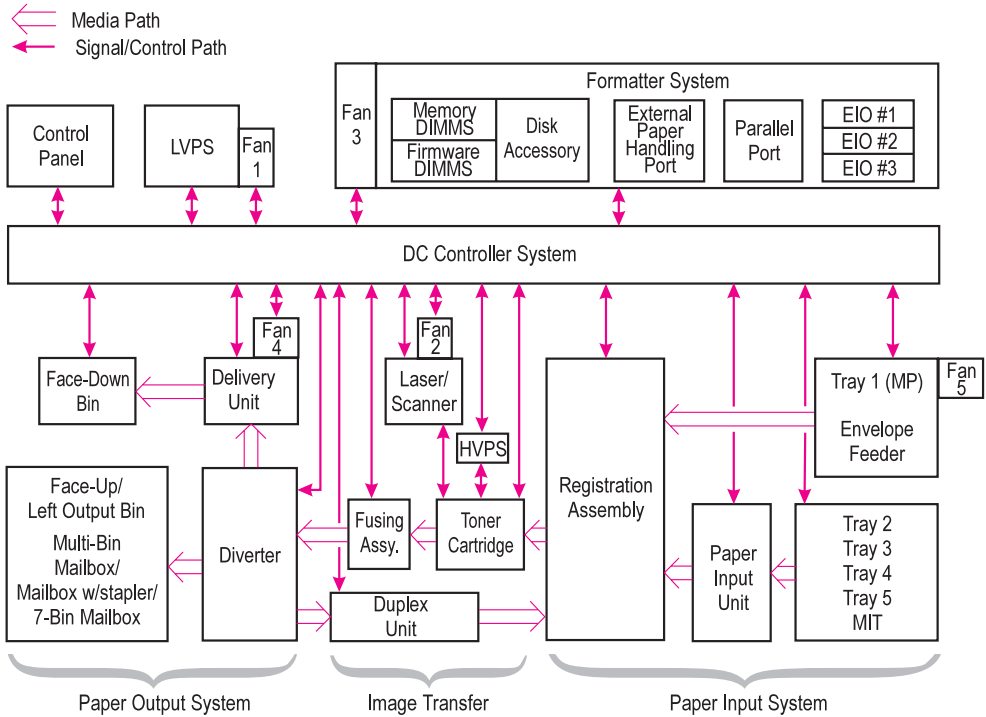 Media Path
Signal/Control Path
Formatter System
Fan
3
Memory
DIMMS
Firmware
DIMMS
Disk
Accessory
External
Paper
Handling
Port
Parallel
Port
EIO #1
EIO #2
EIO #3
Control
Panel
LVPS
Fan
1
DC Controller System
Face-Down
Bin
Delivery
Unit
Fan
4
Laser/
Scanner
Fan
2
HVPS
Tray 1 (MP)
Envelope
Feeder
Fan
5
Face-Up/
Left Output Bin
Multi-Bin
Mailbox/
Mailbox w/stapler/
7-Bin Mailbox
Diverter
Fusing
Assy.
Toner
Cartridge
Registration
Assembly
Paper
Input
Unit
Tray 2
Tray 3
Tray 4
Tray 5
MIT
Duplex
Unit
Paper Output System
Image Transfer
Paper Input System